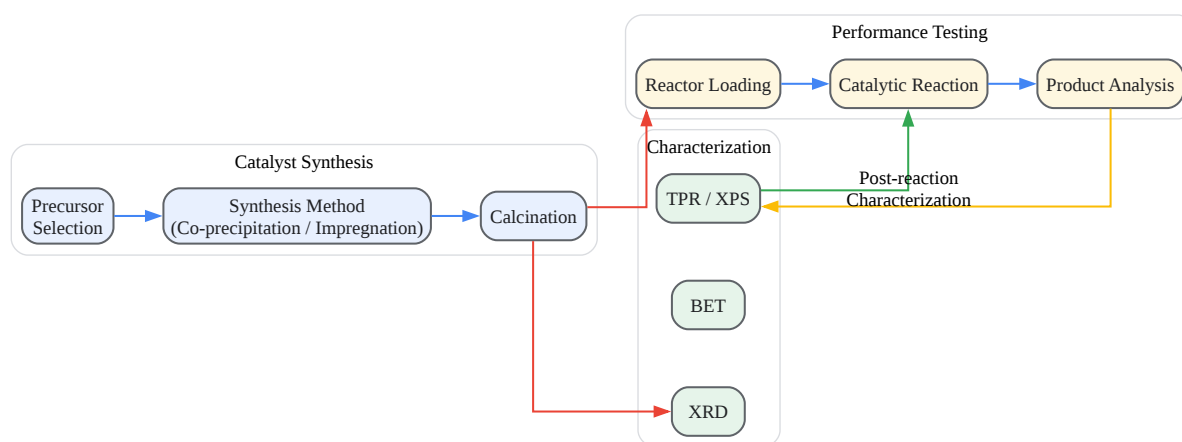 Performance Testing
Reactor Loading
Catalytic Reaction
Product Analysis
Catalyst Synthesis
Precursor
Selection
Synthesis Method
(Co-precipitation / Impregnation)
Calcination
Characterization
TPR / XPS
BET
XRD
Post-reaction
Characterization